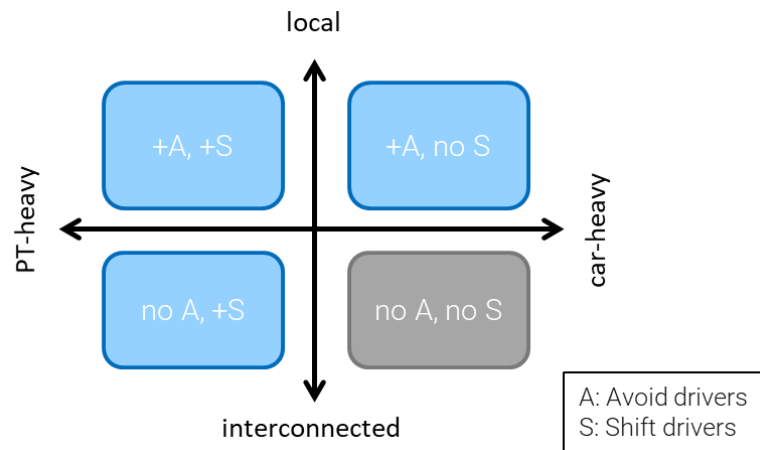 local
+A, +S
+A, no S
PT-heavy
car-heavy
no A, +S
no A, no S
interconnected
A: Avoid drivers
S: Shift drivers